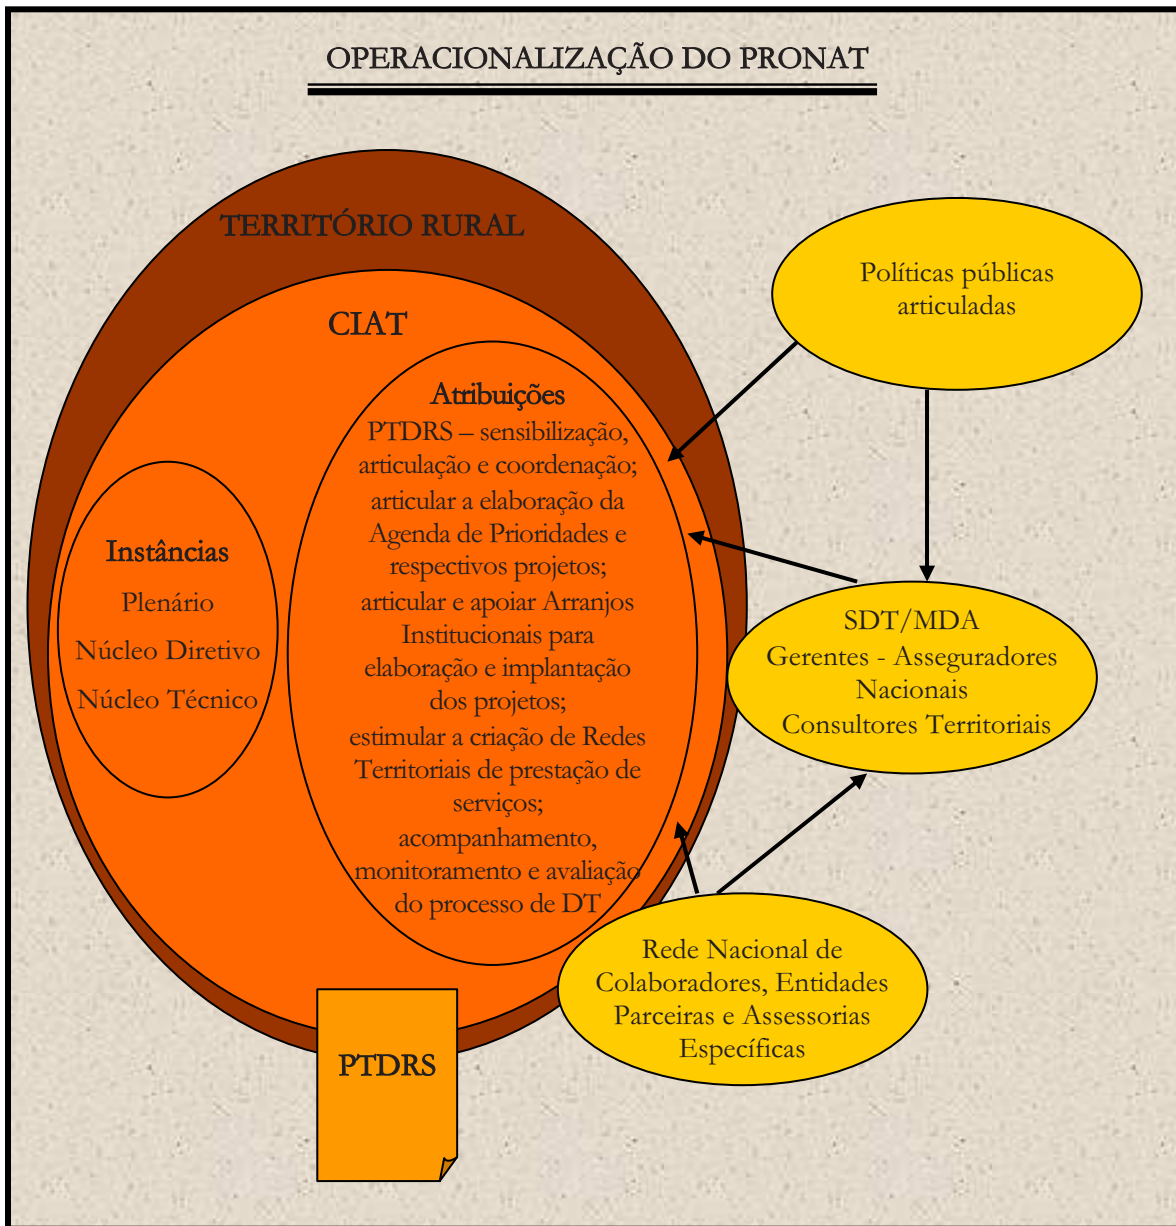 OPERACIONALIZAÇÃO DO PRONAT
TERRITÓRIO RURAL
CIAT
Instâncias
Plenário
Núcleo Diretivo
Núcleo Técnico
Atribuições
PTDRS – sensibilização,
articulação e coordenação;
articular a elaboração da
Agenda de Prioridades e
respectivos projetos;
articular e apoiar Arranjos
Institucionais para
elaboração e implantação
dos projetos;
estimular a criação de Redes
Territoriais de prestação de
serviços;
acompanhamento,
monitoramento e avaliação
do processo de DT
PTDRS
Políticas públicas
articuladas
SDT/MDA
Gerentes - Asseguradores
Nacionais
Consultores Territoriais
Rede Nacional de
Colaboradores, Entidades
Parceiras e Assessorias
Específicas